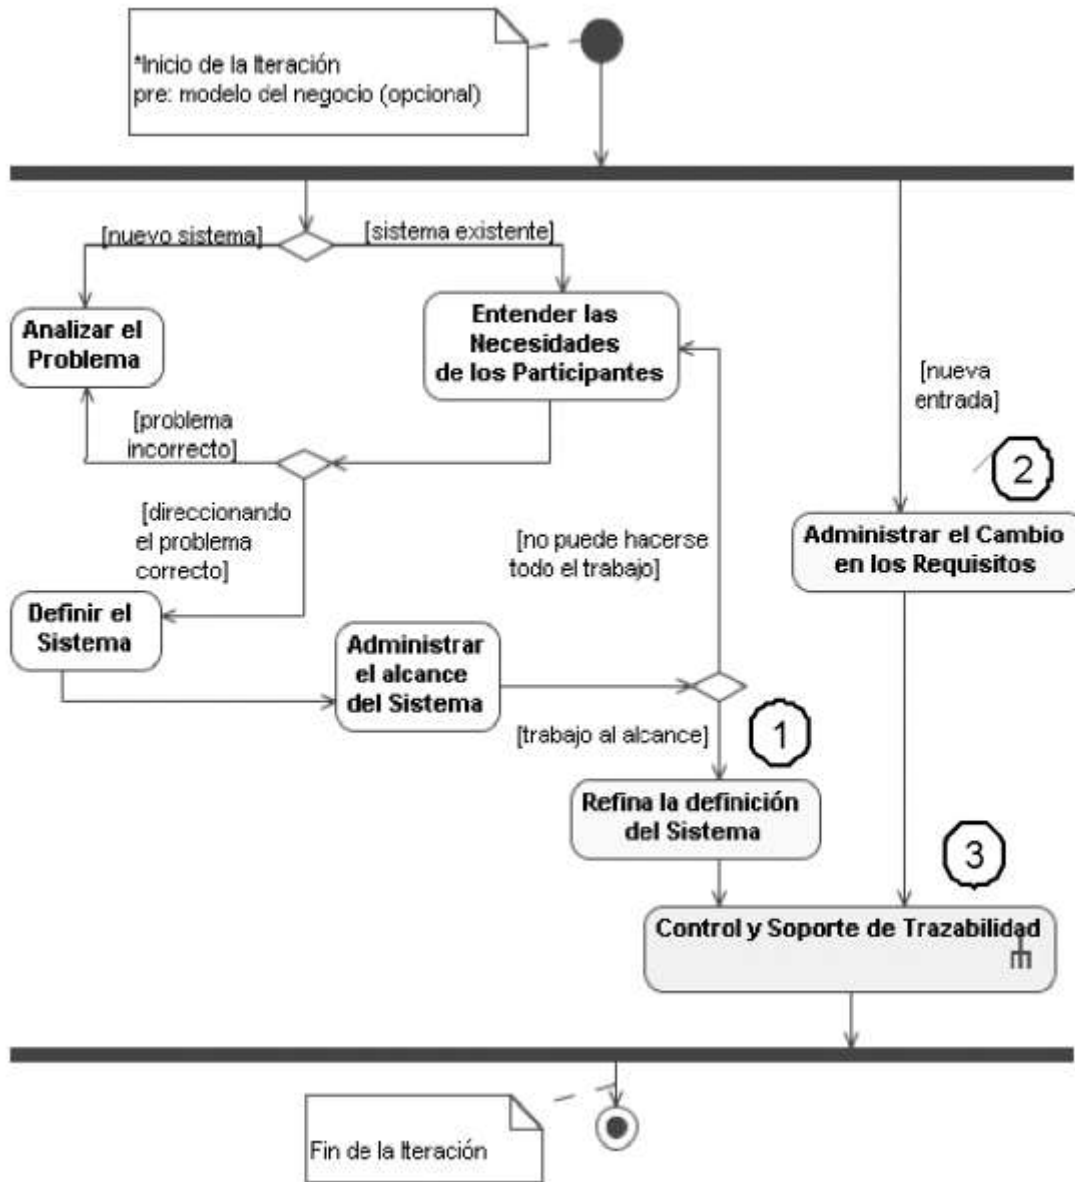 *Inicio de la Iteración
pre: modelo del negocio (opcional)
[nuevo sistema]
[sistema existente]
Analizar el
Problema
Entender las
Necesidades
de los Participantes
[nueva
entrada]
[problema
incorrecto]
2
[direccionando
el problema
correcto]
[no puede hacerse
todo el trabajo]
Administrar el Cambio
en los Requisitos
Definir el
Sistema
Administrar
el alcance
del Sistema
[trabajo al alcance]
1
Refina la definición
del Sistema
3
Control y Soporte de Trazabilidad
Fin de la Iteración